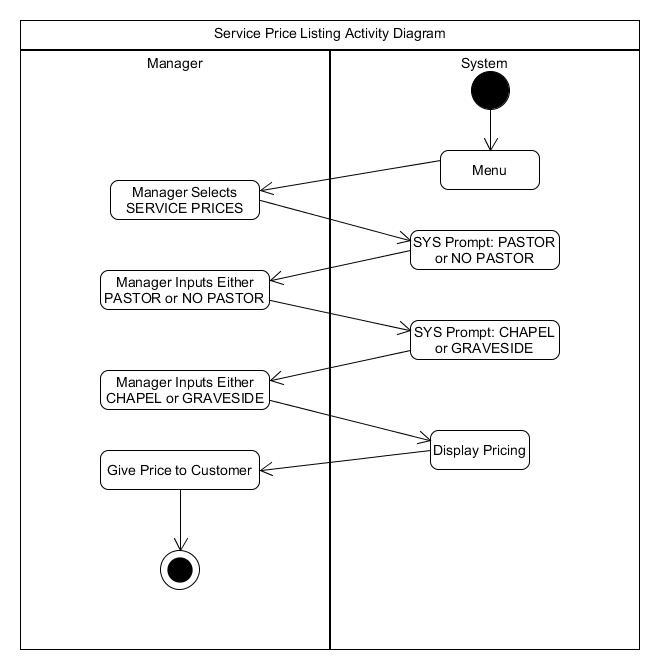 Service Price Listing Activity Diagram
Manager
System
Menu
Manager Selects
SERVICE PRICES
SYS Prompt: PASTOR
or NO PASTOR
Manager Inputs Either
PASTOR or NO PASTOR
SYS Prompt: CHAPEL
or GRAVESIDE
Manager Inputs Either
CHAPEL or GRAVESIDE
Display Pricing
Give Price to Customer